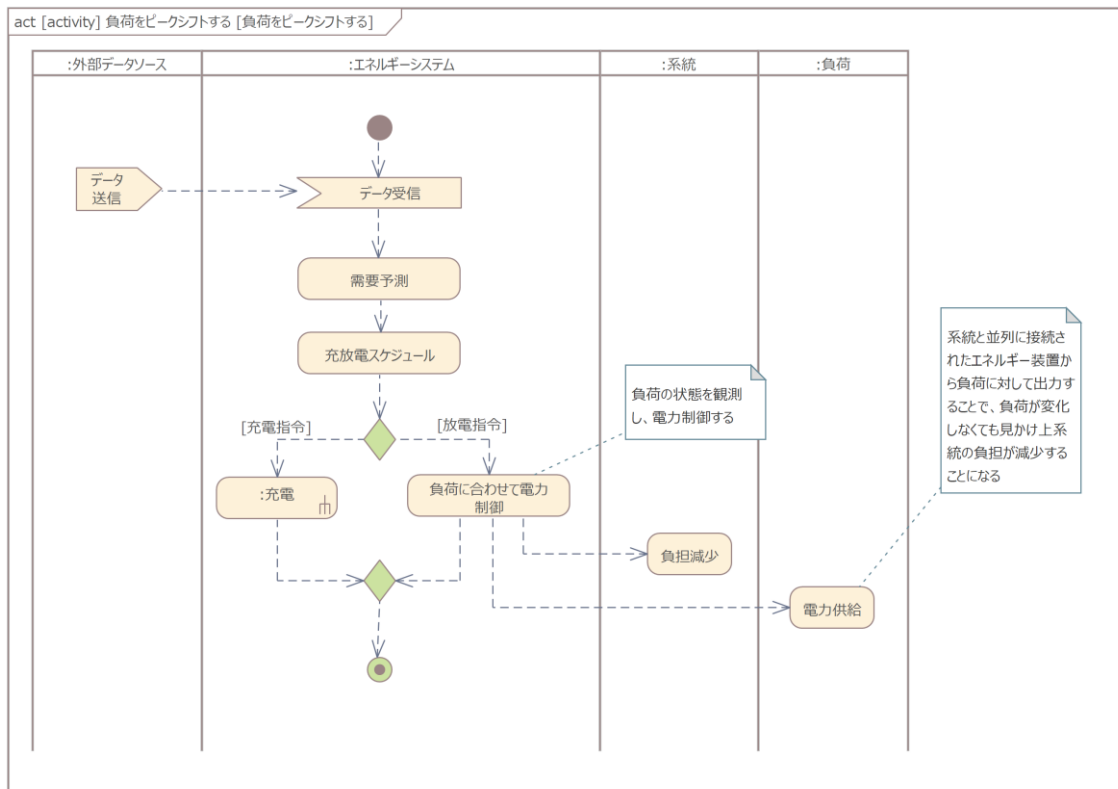 act [activity] 負荷をピークシフトする [負荷をピークシフトする]
:外部データソース
:エネルギーシステム
:系統
:負荷
データ
送信
データ受信
需要予測
充放電スケジュール
[充電指令]
[放電指令]
:充電
負荷に合わせて電力
制御
負荷の状態を観測
し、電力制御する
負担減少
電力供給
系統と並列に接続さ
れたエネルギー装置か
ら負荷に対して出力す
ることで、負荷が変化
しなくても見かけ上系
統の負担が減少する
ことになる